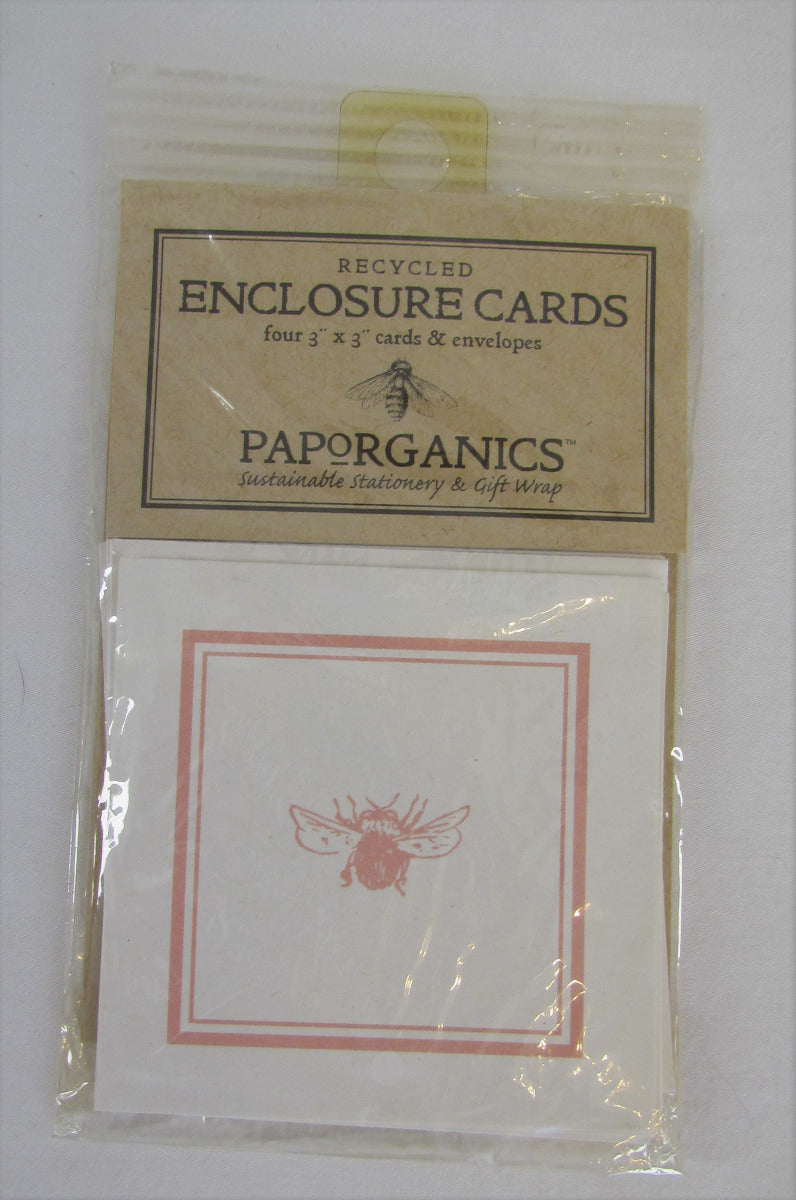 RECYCLED
ENCLOSURE CARDS
four 3″ x 3″ cards & envelopes
PAPORGANICS™
Sustainable Stationery & Gift Wrap